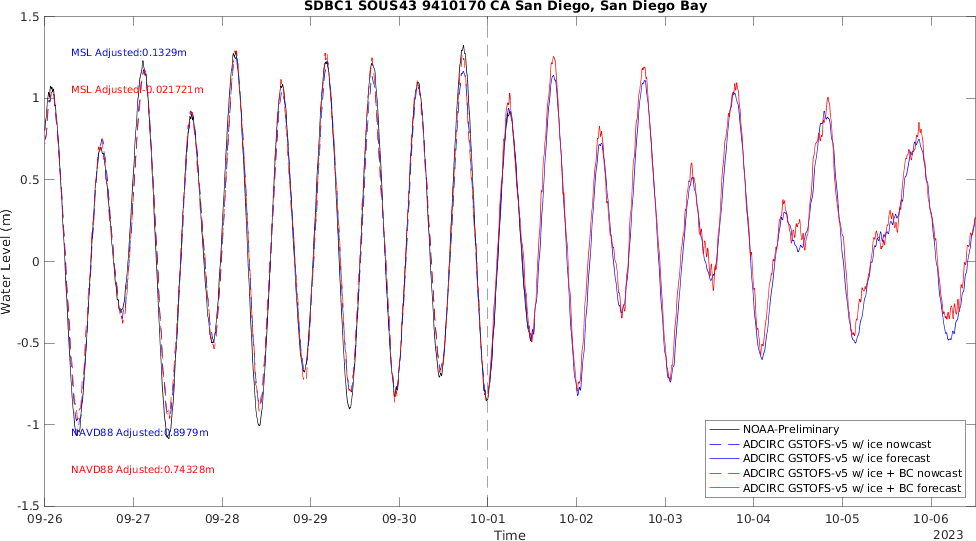 SDBC1 SOUS43 9410170 CA San Diego, San Diego Bay
1.5
MSL Adjusted:0.1329m
MSL Adjusted:-0.021721m
1
0.5
Water Level (m)
0
-0.5
-1
NAVD88 Adjusted:0.8979m
NAVD88 Adjusted:0.74328m
-1.5
NOAA-Preliminary
ADCIRC GSTOFS-v5 w/ ice nowcast
ADCIRC GSTOFS-v5 w/ ice forecast
ADCIRC GSTOFS-v5 w/ ice + BC nowcast
ADCIRC GSTOFS-v5 w/ ice + BC forecast
09-26 09-27 09-28 09-29 09-30 10-01 10-02 10-03 10-04 10-05 10-06
Time
2023